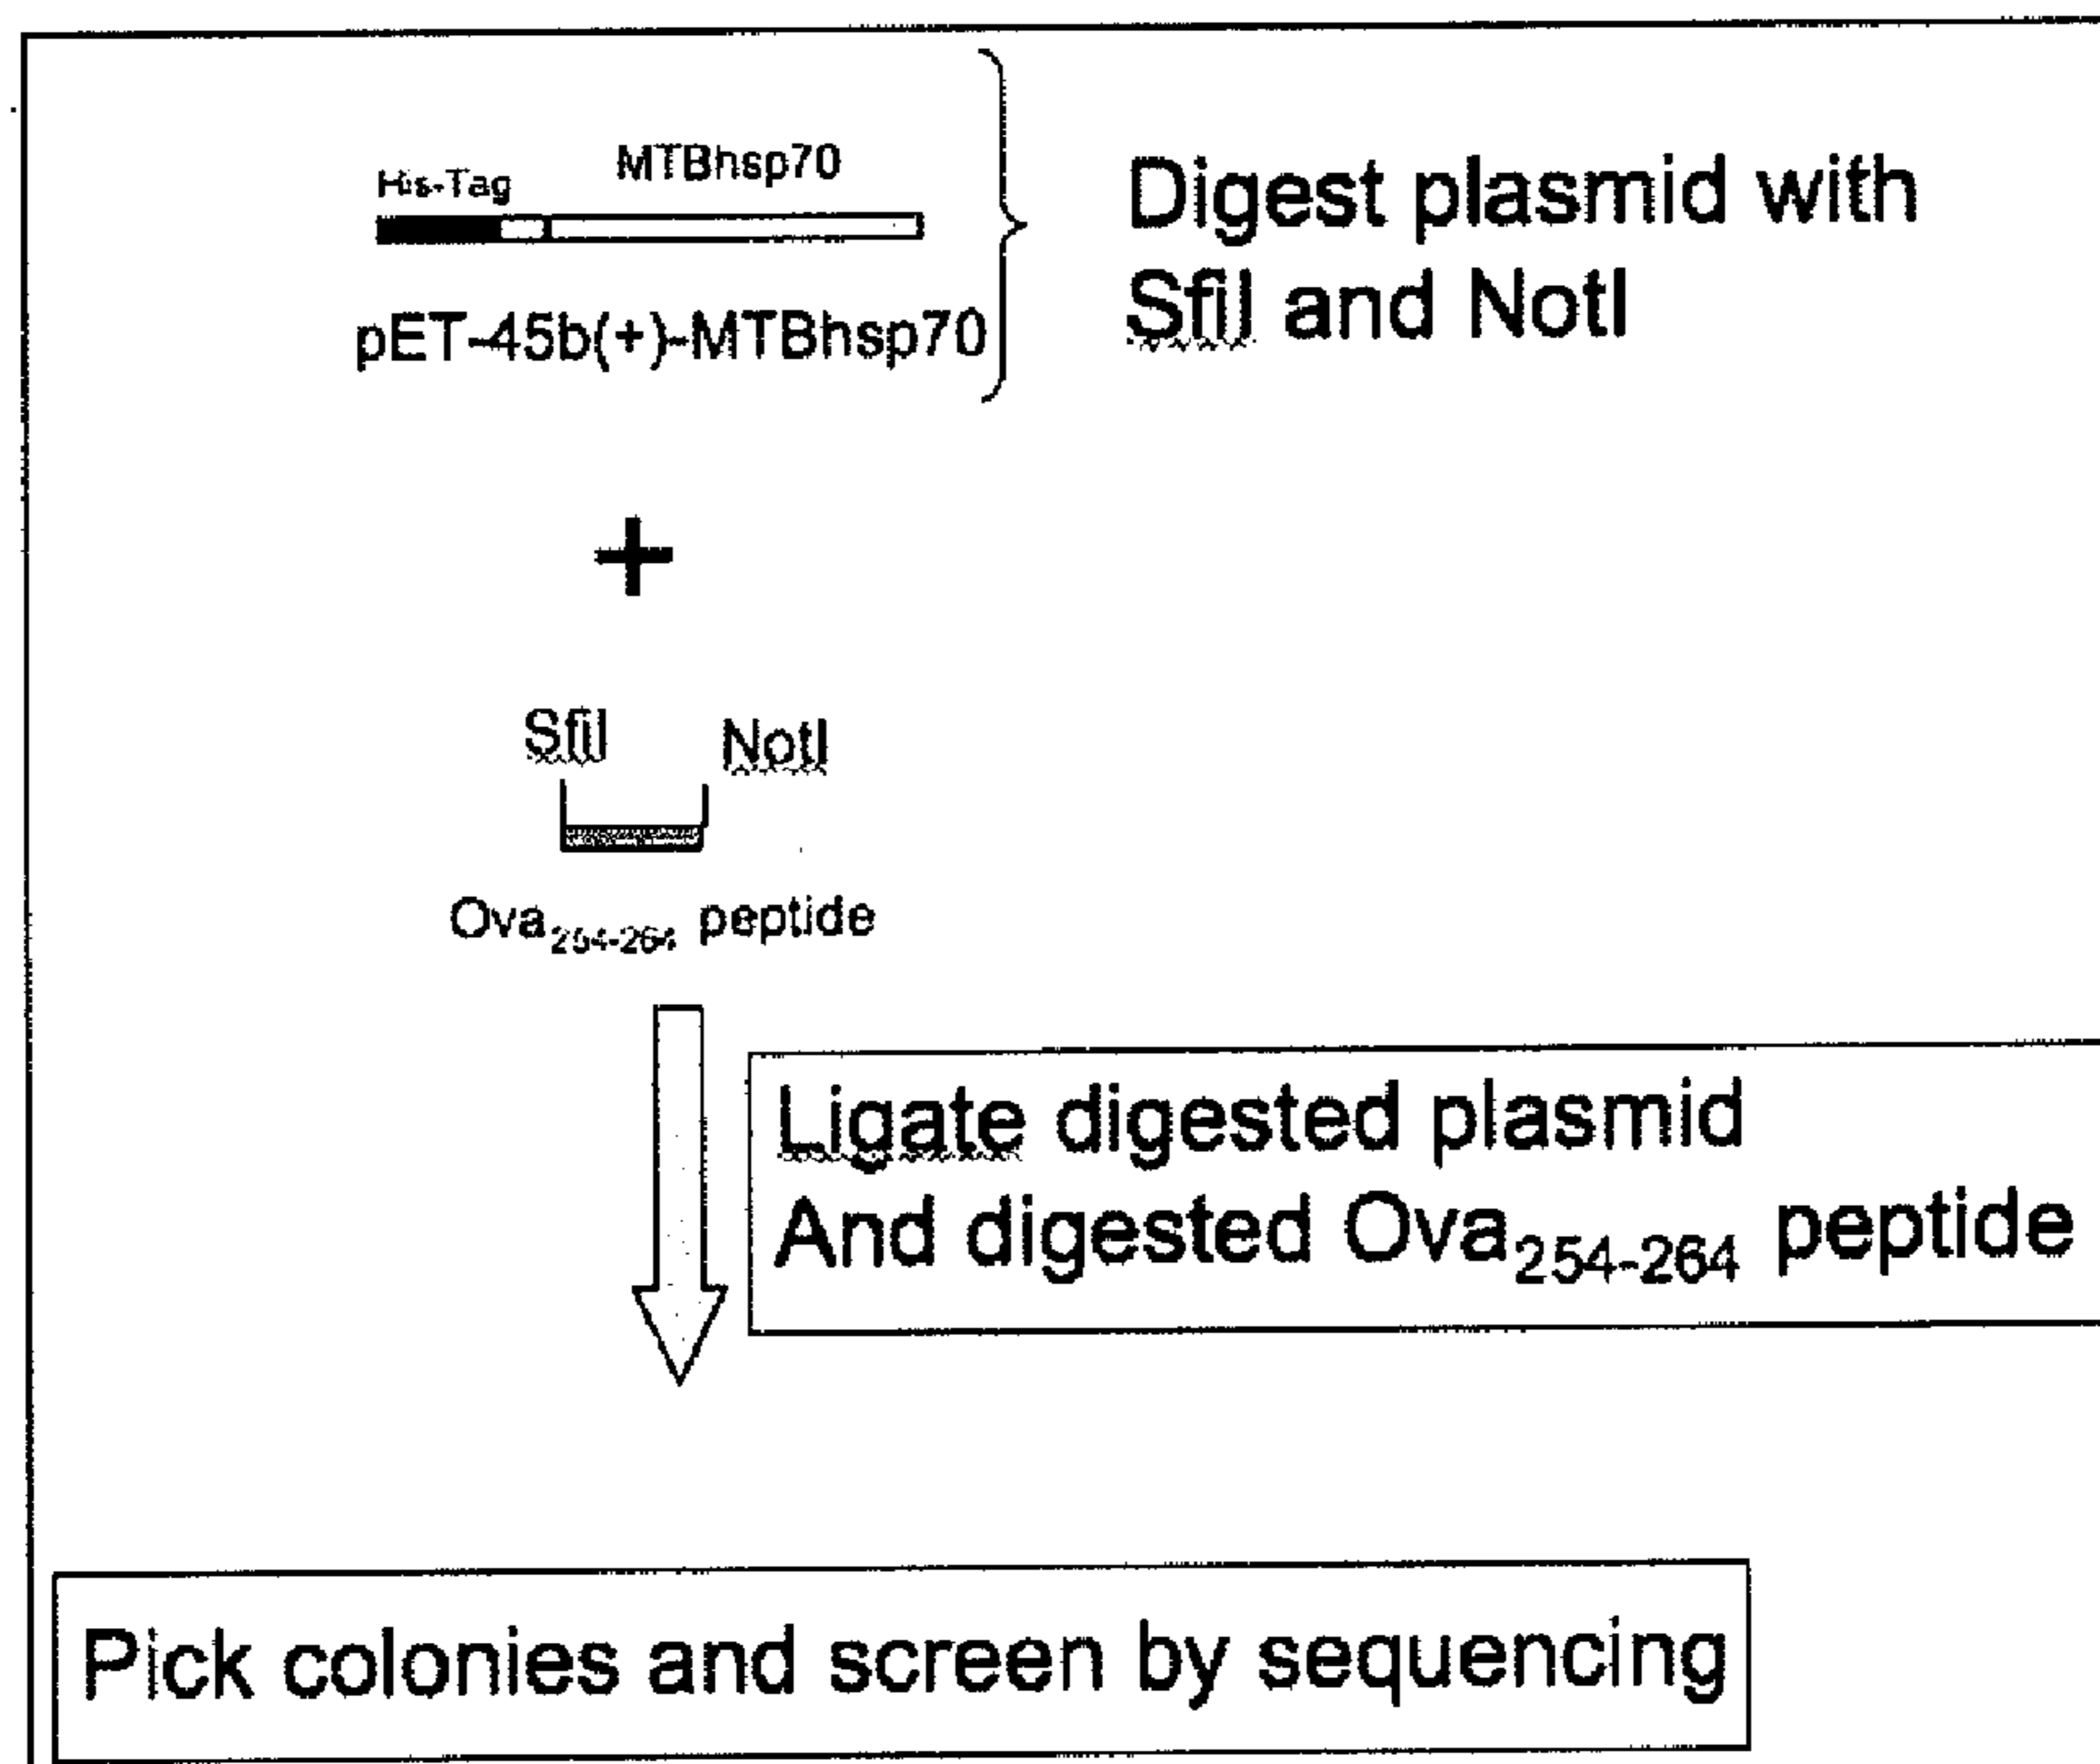 His-Tag
MTBhsp70
pET-45b(+)-MTBhsp70
Digest plasmid with
SfiI and NotI
+
SfiI
NotI
Ova254-264 peptide
Ligate digested plasmid
And digested Ova254-264 peptide
Pick colonies and screen by sequencing